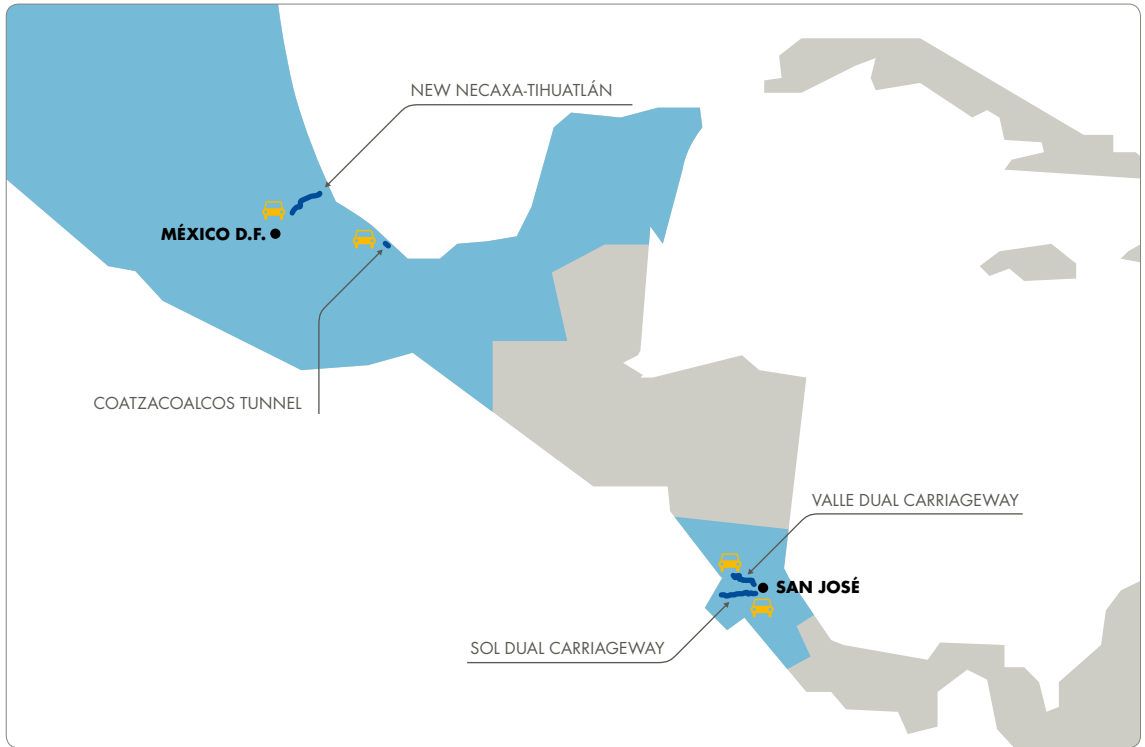 NEW NECAXA-TIHUATLÁN
MÉXICO D.F.
COATZACOALCOS TUNNEL
VALLE DUAL CARRIAGEWAY
SAN JOSÉ
SOL DUAL CARRIAGEWAY